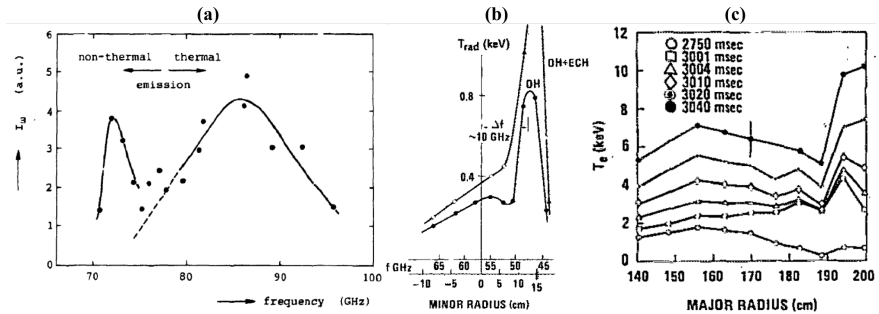 (a)
6
5
4
3
2
1
0
I_ω (a.u.)
non-thermal thermal
emission
70 80 90 100
frequency (GHz)
(b)
T_rad (keV)
OH+ECH
OH
0.8
Δf
~10 GHz
0.4
f GHz 65 60 55 50 45
-10 -5 0 5 10 15
MINOR RADIUS (cm)
(c)
12
10
8
6
4
2
0
T_e (keV)
2750 msec
3001 msec
3004 msec
3010 msec
3020 msec
3040 msec
140 150 160 170 180 190 200
MAJOR RADIUS (cm)